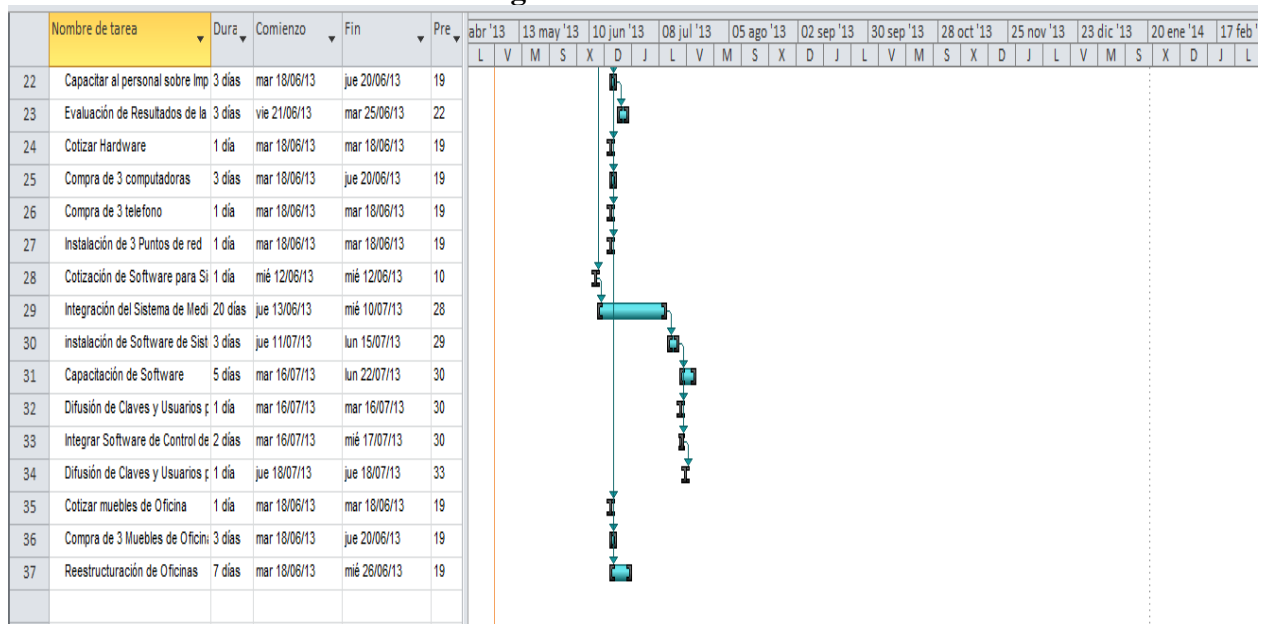 Nombre de tarea Dura Comienzo Fin Pre abr '13 13 may '13 10 jun '13 08 jul '13 05 ago '13 02 sep '13 30 sep '13 28 oct '13 25 nov '13 23 dic '13 20 ene '14 17 feb '
L V M S X D J L V M S X D J L V M S X D J L V M S X D J L
22 Capacitar al personal sobre Imp 3 días mar 18/06/13 jue 20/06/13 19
23 Evaluación de Resultados de la 3 días vie 21/06/13 mar 25/06/13 22
24 Cotizar Hardware 1 día mar 18/06/13 mar 18/06/13 19
25 Compra de 3 computadoras 3 días mar 18/06/13 jue 20/06/13 19
26 Compra de 3 telefono 1 día mar 18/06/13 mar 18/06/13 19
27 Instalación de 3 Puntos de red 1 día mar 18/06/13 mar 18/06/13 19
28 Cotización de Software para Si 1 día mié 12/06/13 mié 12/06/13 10
29 Integración del Sistema de Medi 20 días jue 13/06/13 mié 10/07/13 28
30 instalación de Software de Sist 3 días jue 11/07/13 lun 15/07/13 29
31 Capacitación de Software 5 días mar 16/07/13 lun 22/07/13 30
32 Difusión de Claves y Usuarios p 1 día mar 16/07/13 mar 16/07/13 30
33 Integrar Software de Control de 2 días mar 16/07/13 mié 17/07/13 30
34 Difusión de Claves y Usuarios p 1 día jue 18/07/13 jue 18/07/13 33
35 Cotizar muebles de Oficina 1 día mar 18/06/13 mar 18/06/13 19
36 Compra de 3 Muebles de Oficina 3 días mar 18/06/13 jue 20/06/13 19
37 Reestructuración de Oficinas 7 días mar 18/06/13 mié 26/06/13 19